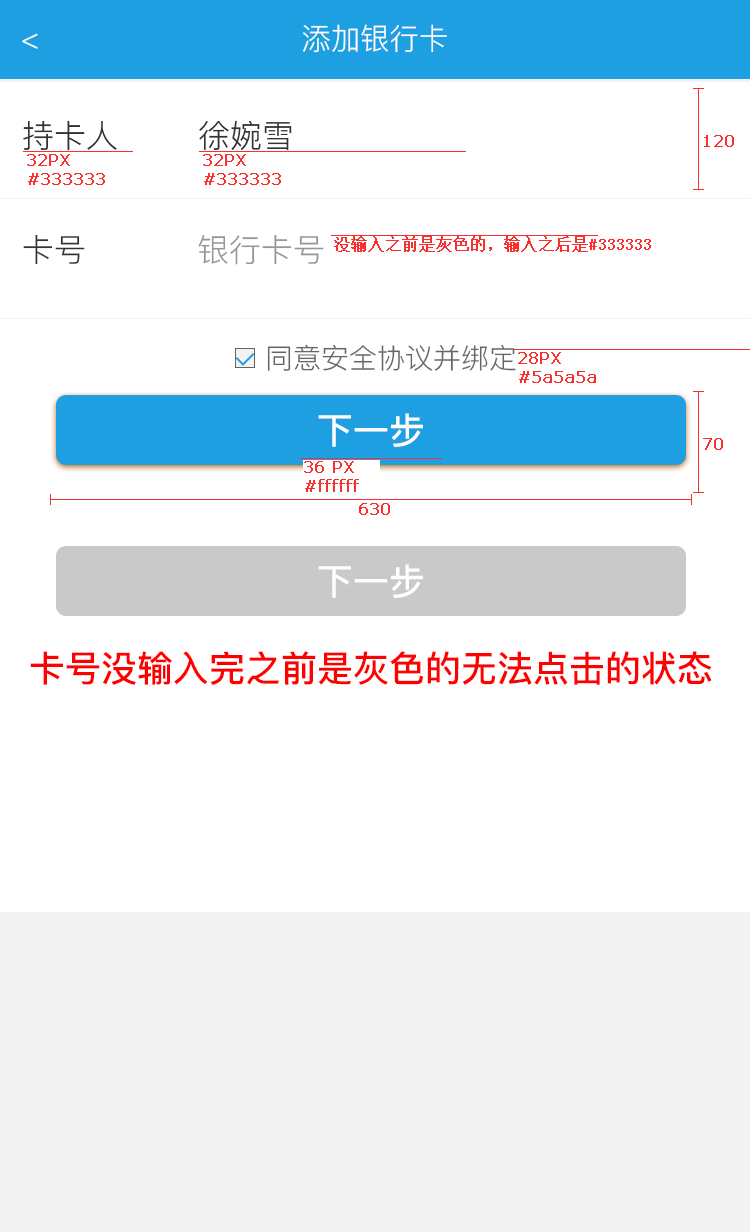 < 添加银行卡
持卡人 徐婉雪
32PX 32PX
#333333 #333333
120
卡号 银行卡号 没输入之前是灰色的，输入之后是#333333
同意安全协议并绑定 28PX
#5a5a5a
下一步
70
36 PX
#ffffff
630
下一步
卡号没输入完之前是灰色的无法点击的状态